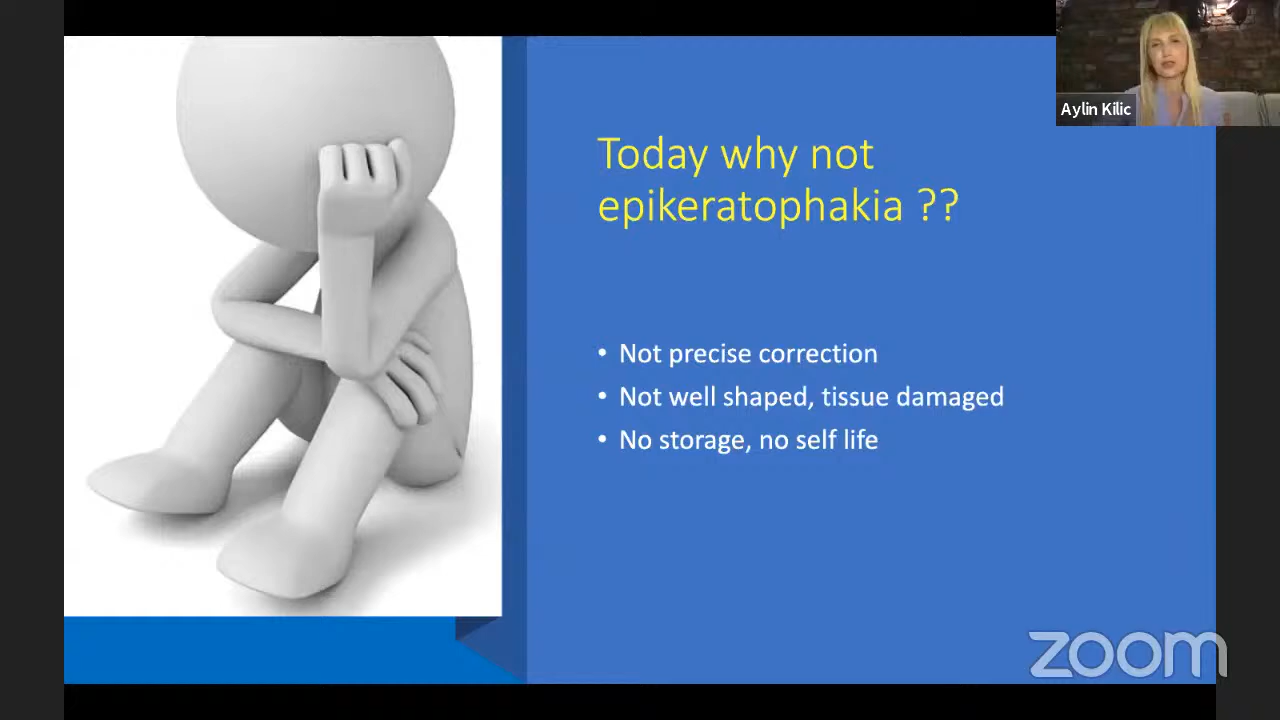 Aylin Kilic
Today why not
epikeratophakia ??
• Not precise correction
• Not well shaped, tissue damaged
• No storage, no self life
zoom